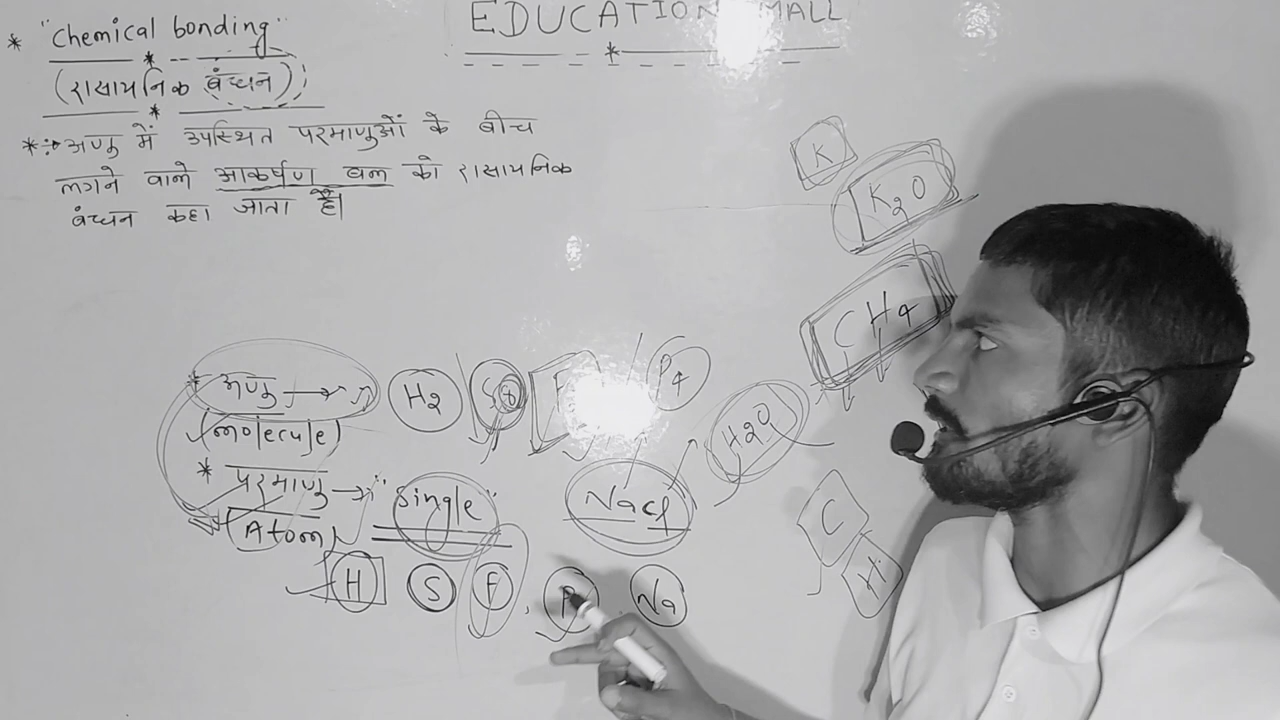 EDUCATION MALL
* "Chemical bonding"
(रासायनिक बंध्धन)
* अणु में उपस्थित परमाणुओं के बीच
लगने वाले आकर्षण बल को रासायनिक
बंध्धन कहा जाता है।
K
K2O
CH4
* अणु → H2 S8 F P4
(molecule) H2O
* परमाणु → "Single" NaCl
(Atom) C
H S F, P Na H